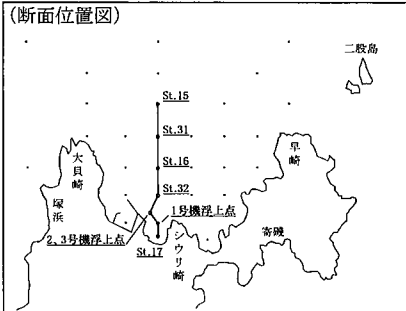 (断面位置図)
二股島
St.15
St.31
早崎
大貝崎
St.16
St.32
塚浜
1号機浮上点
2、3号機浮上点
シウリ崎
寄磯
St.17